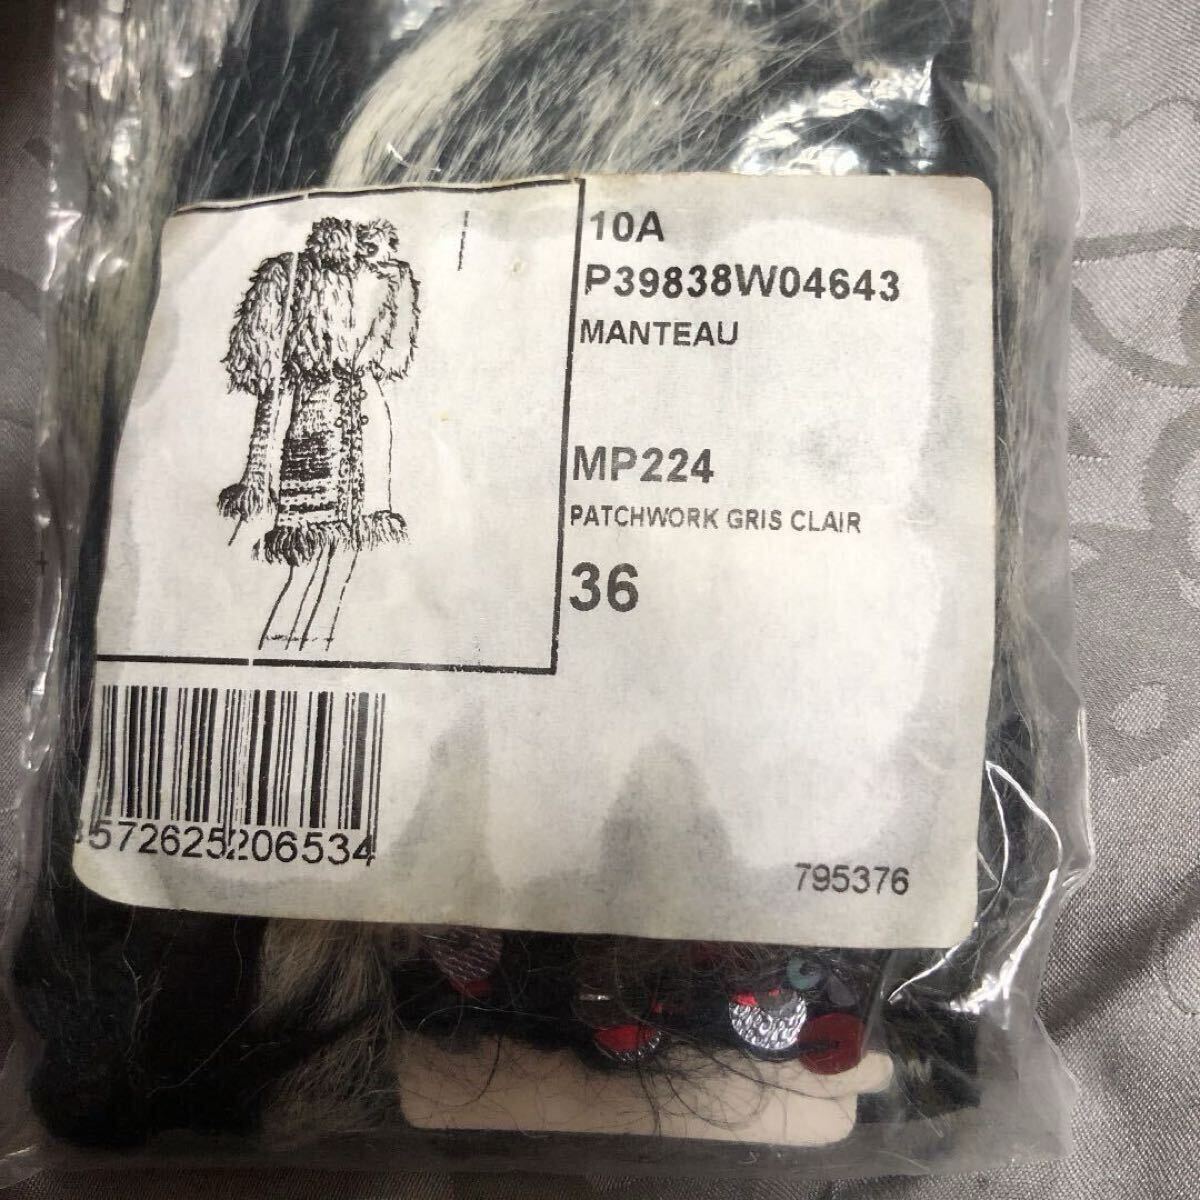 10A
P39838W04643
MANTEAU
MP224
PATCHWORK GRIS CLAIR
36
3572625206534
795376